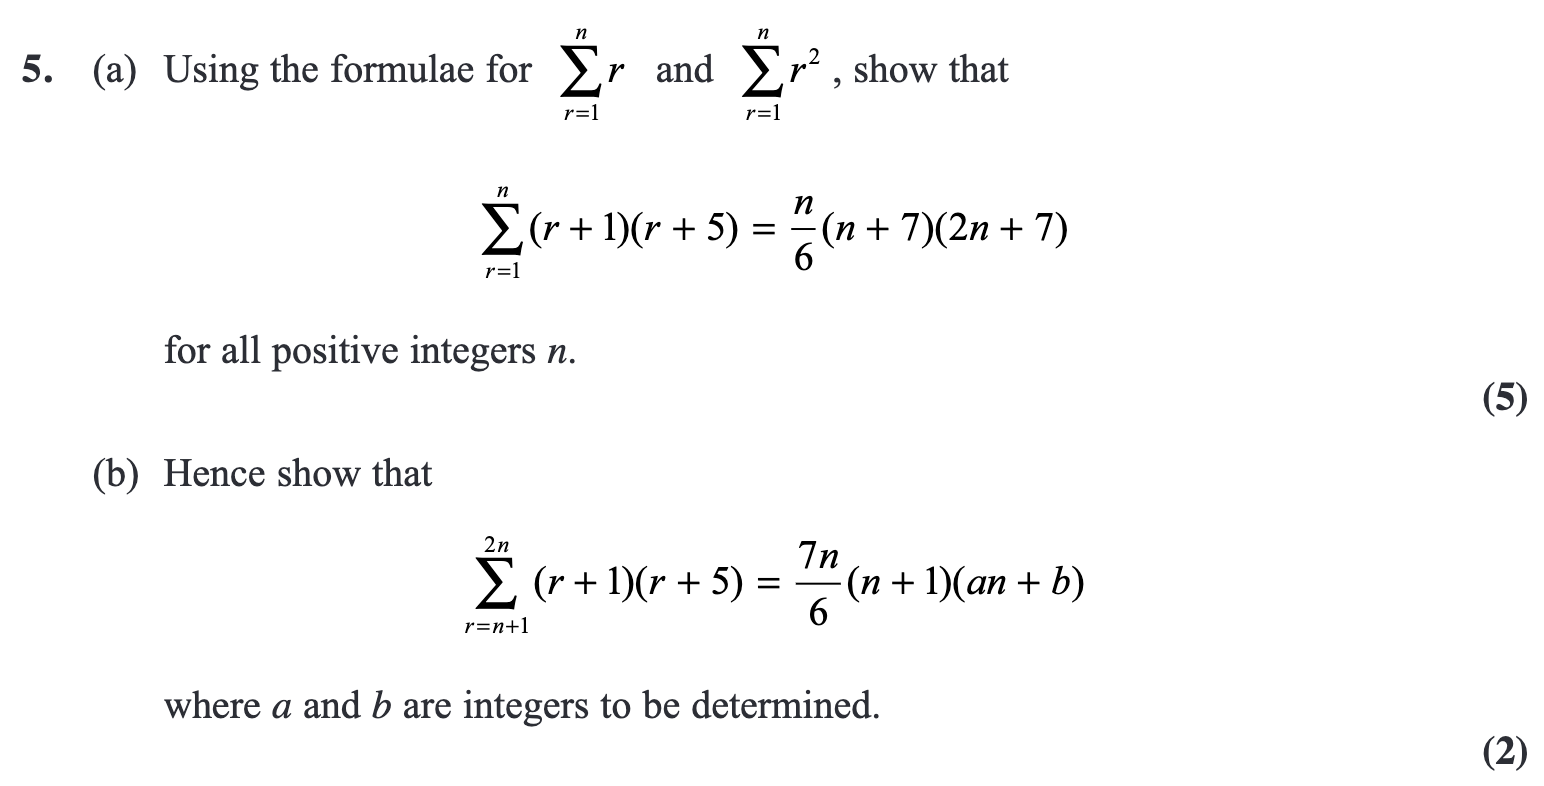 5. (a) Using the formulae for $\sum_{r=1}^{n} r$ and $\sum_{r=1}^{n} r^2$ , show that
$\sum_{r=1}^{n} (r + 1)(r + 5) = \frac{n}{6}(n + 7)(2n + 7)$
for all positive integers n.
(5)
(b) Hence show that
$\sum_{r=n+1}^{2n} (r + 1)(r + 5) = \frac{7n}{6}(n + 1)(an + b)$
where a and b are integers to be determined.
(2)